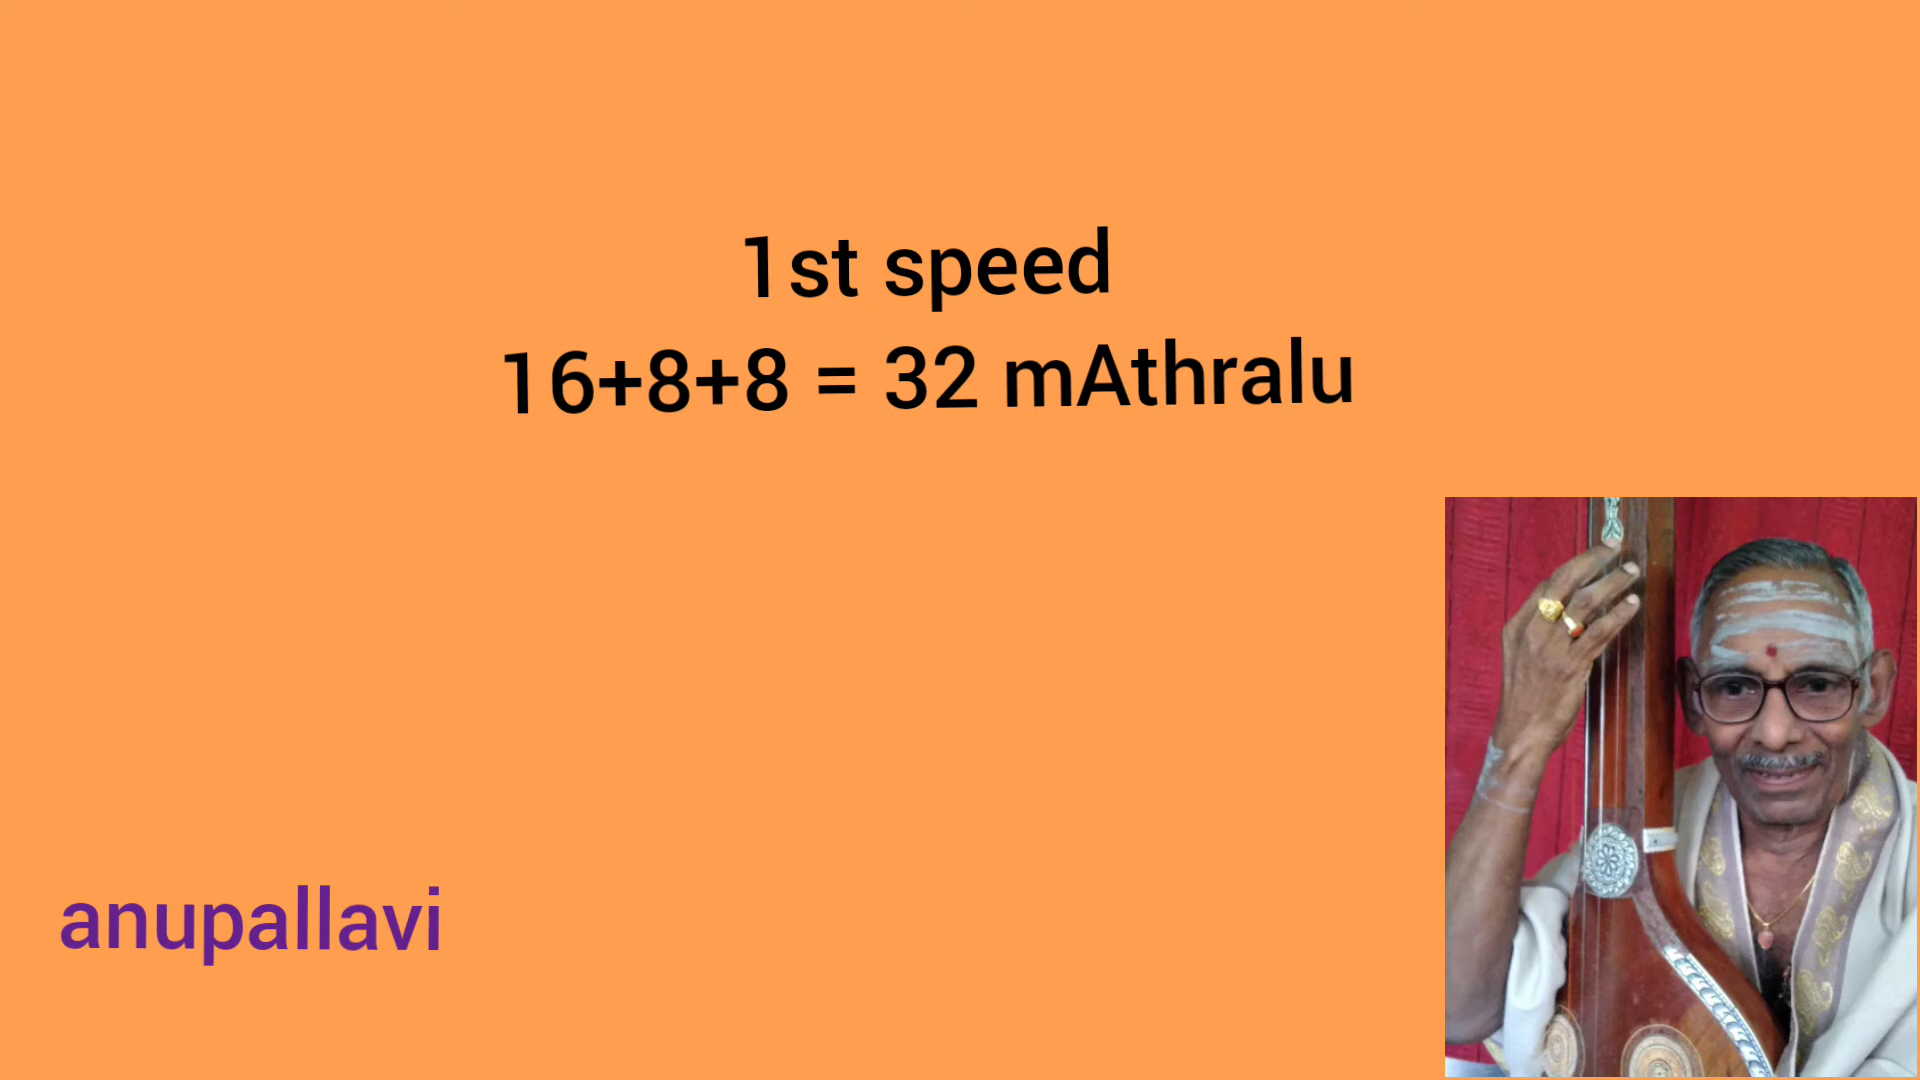 1st speed
16+8+8 = 32 mAthralu
anupallavi